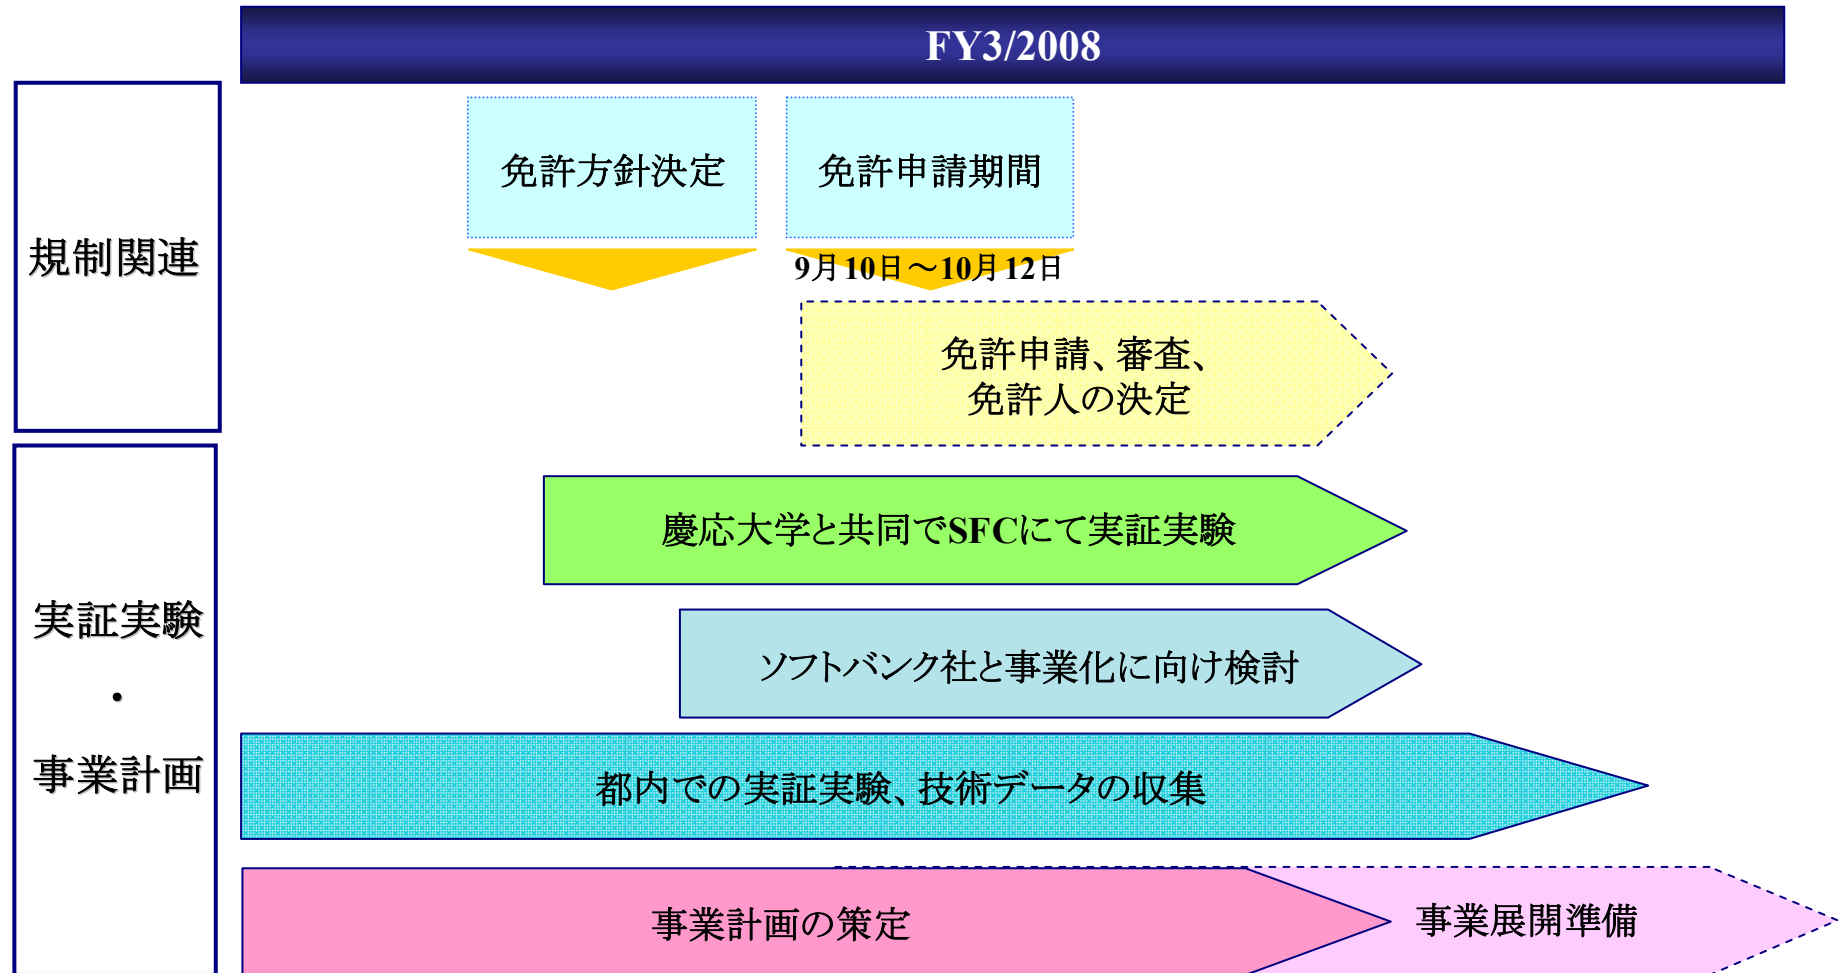 FY3/2008
規制関連
免許方針決定
免許申請期間
9月10日～10月12日
免許申請、審査、
免許人の決定
実証実験
・
事業計画
慶応大学と共同でSFCにて実証実験
ソフトバンク社と事業化に向け検討
都内での実証実験、技術データの収集
事業計画の策定
事業展開準備